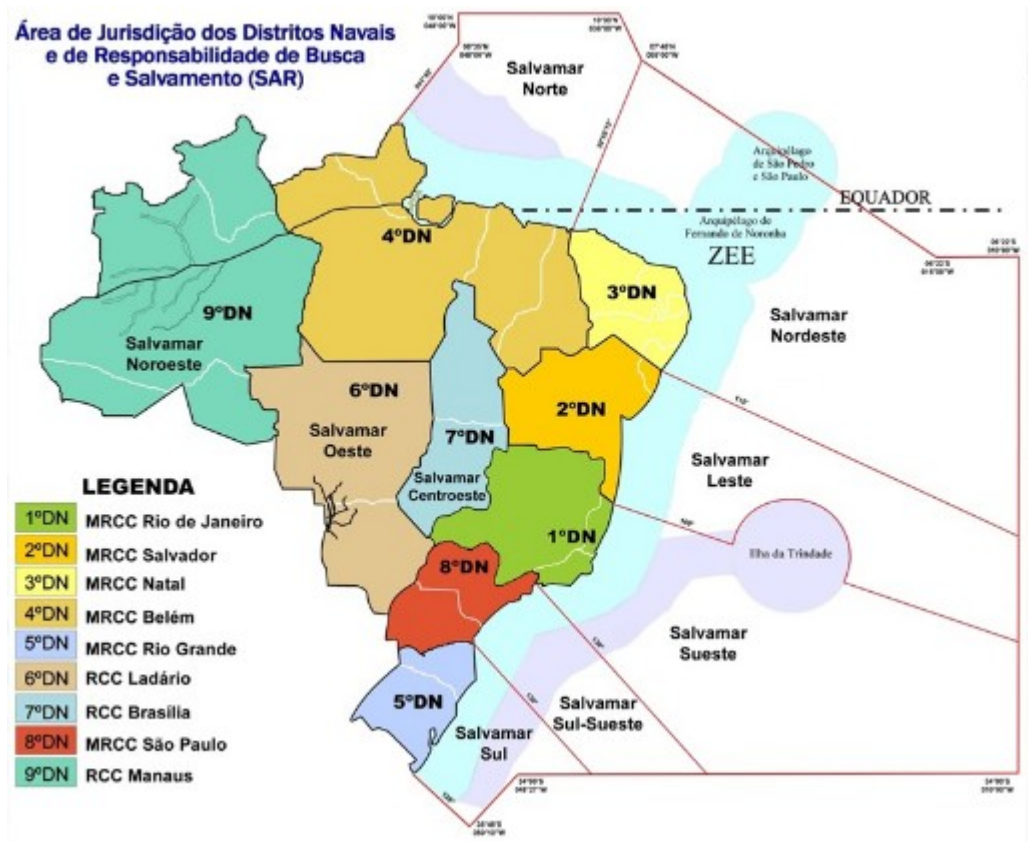 Área de Jurisdição dos Distritos Navais
e de Responsabilidade de Busca
e Salvamento (SAR)
Salvamar
Norte
Arquipélago
de São Pedro
e São Paulo
EQUADOR
Arquipélago de
Fernando de Noronha
ZEE
4ºDN
3ºDN
9ºDN
Salvamar
Noroeste
Salvamar
Nordeste
6ºDN
Salvamar
Oeste
2ºDN
7ºDN
Salvamar
Centroeste
Salvamar
Leste
1ºDN
Ilha da Trindade
8ºDN
Salvamar
Sueste
5ºDN
Salvamar
Sul-Sueste
Salvamar
Sul
LEGENDA
1ºDN MRCC Rio de Janeiro
2ºDN MRCC Salvador
3ºDN MRCC Natal
4ºDN MRCC Belém
5ºDN MRCC Rio Grande
6ºDN RCC Ladário
7ºDN RCC Brasília
8ºDN MRCC São Paulo
9ºDN RCC Manaus